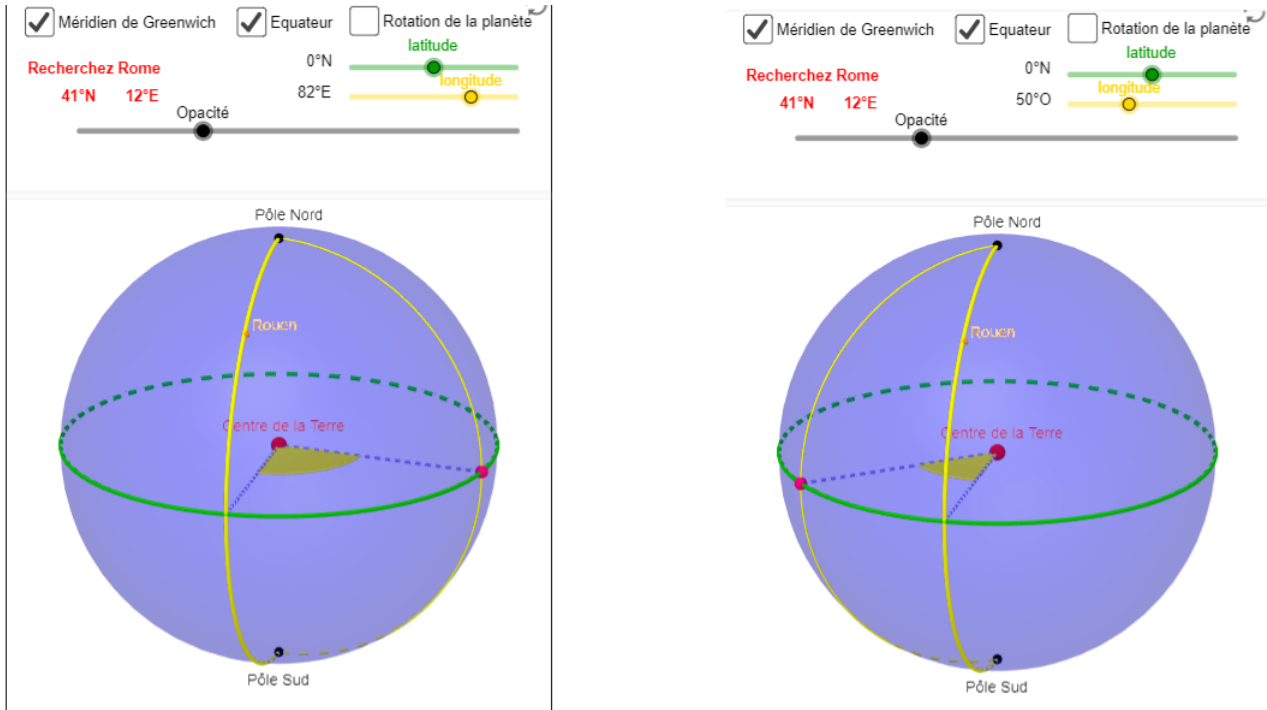 Méridien de Greenwich Equateur Rotation de la planète
latitude
Recherchez Rome 0°N
longitude
41°N 12°E 82°E
Opacité
Pôle Nord
Rouen
Centre de la Terre
Pôle Sud
Méridien de Greenwich Equateur Rotation de la planète
latitude
Recherchez Rome 0°N
longitude
41°N 12°E 50°O
Opacité
Pôle Nord
Rouen
Centre de la Terre
Pôle Sud